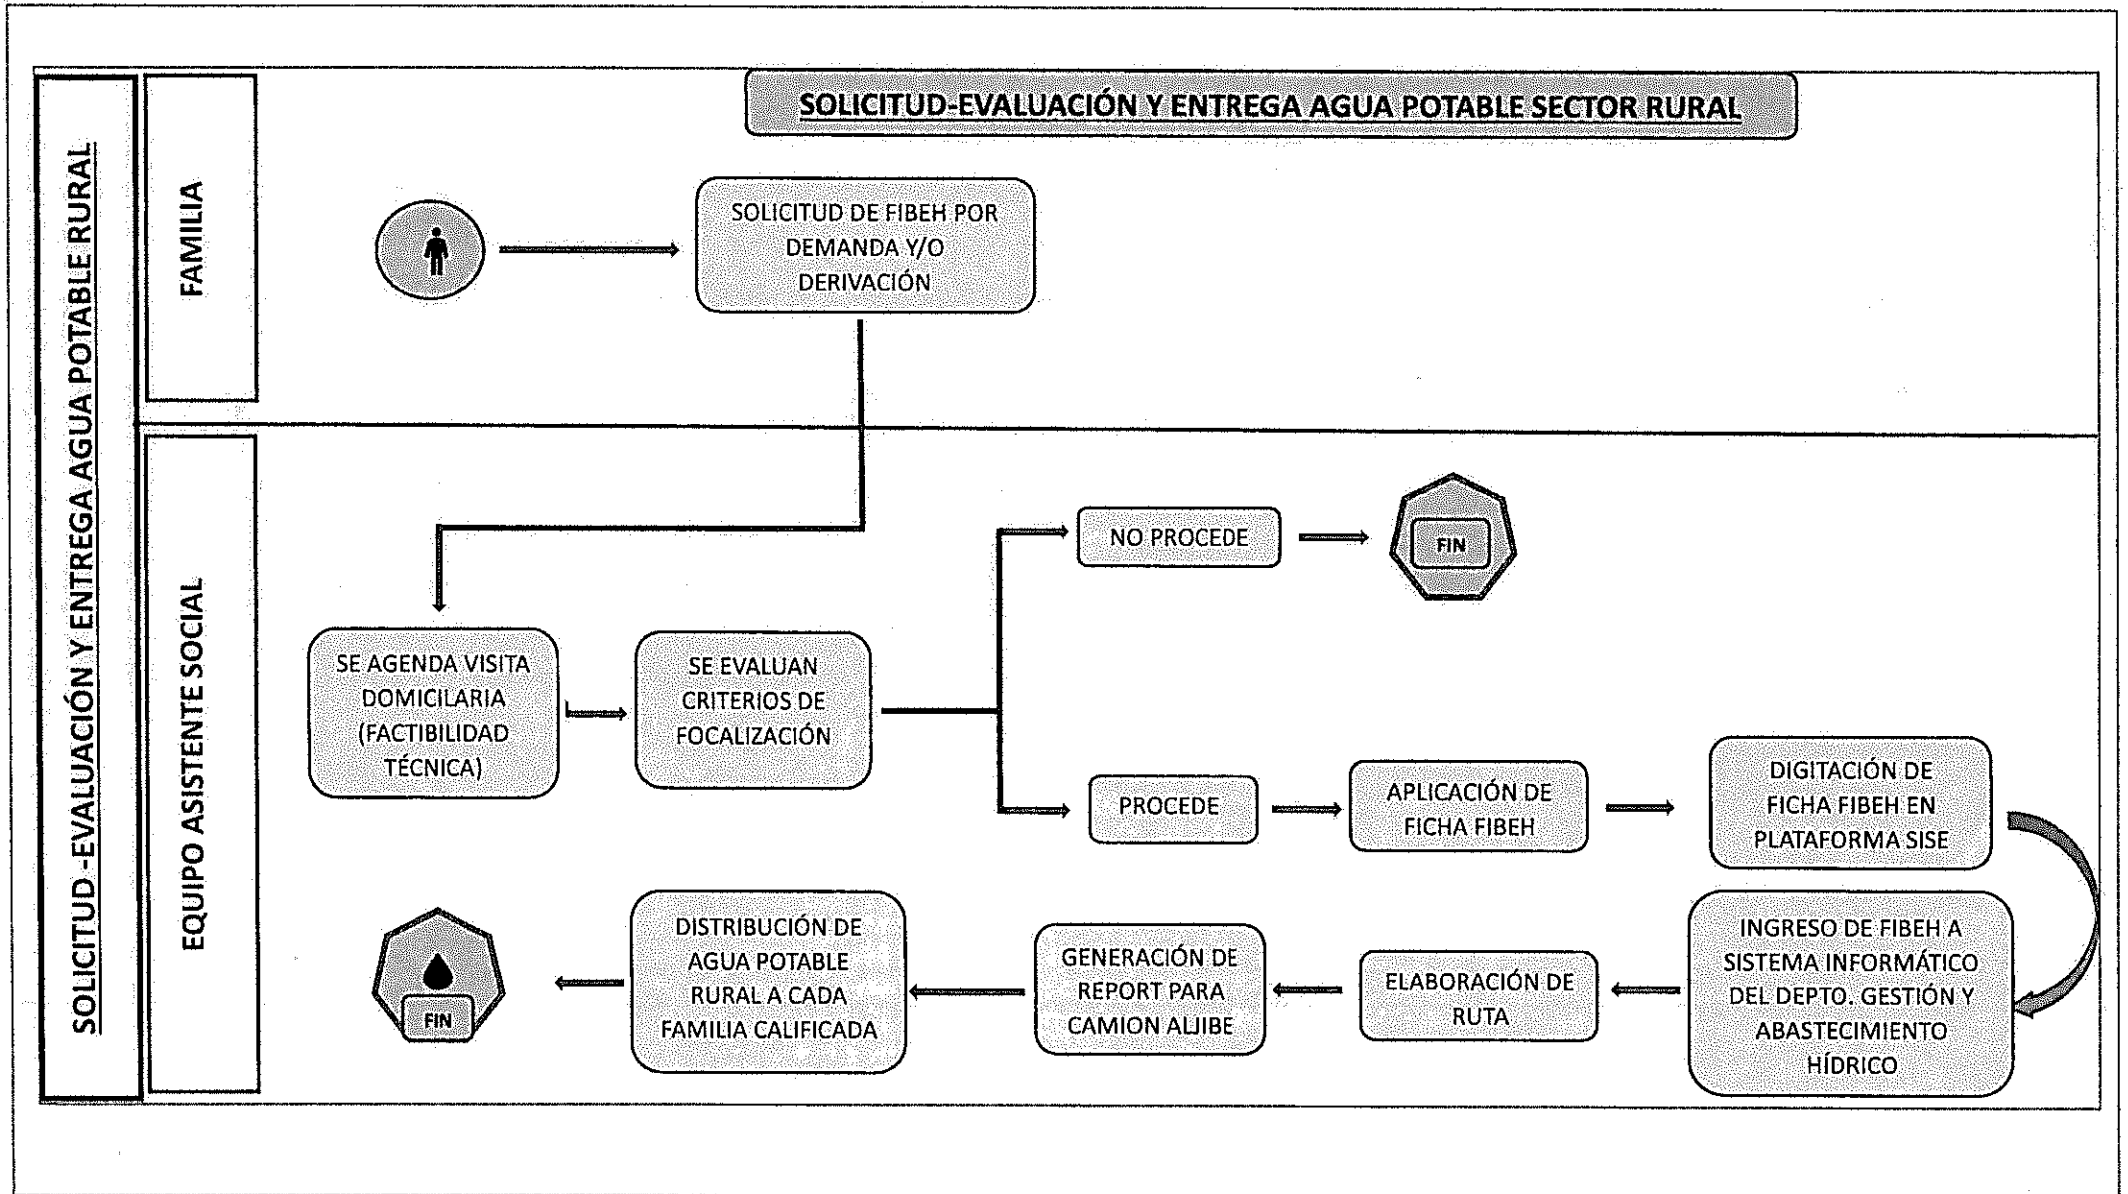 SOLICITUD-EVALUACIÓN Y ENTREGA AGUA POTABLE SECTOR RURAL
SOLICITUD -EVALUACIÓN Y ENTREGA AGUA POTABLE RURAL
FAMILIA
SOLICITUD DE FIBEH POR
DEMANDA Y/O
DERIVACIÓN
EQUIPO ASISTENTE SOCIAL
SE AGENDA VISITA
DOMICILARIA
(FACTIBILIDAD
TÉCNICA)
SE EVALUAN
CRITERIOS DE
FOCALIZACIÓN
NO PROCEDE
FIN
PROCEDE
APLICACIÓN DE
FICHA FIBEH
DIGITACIÓN DE
FICHA FIBEH EN
PLATAFORMA SISE
INGRESO DE FIBEH A
SISTEMA INFORMÁTICO
DEL DEPTO. GESTIÓN Y
ABASTECIMIENTO
HÍDRICO
ELABORACIÓN DE
RUTA
GENERACIÓN DE
REPORT PARA
CAMION ALJIBE
DISTRIBUCIÓN DE
AGUA POTABLE
RURAL A CADA
FAMILIA CALIFICADA
FIN